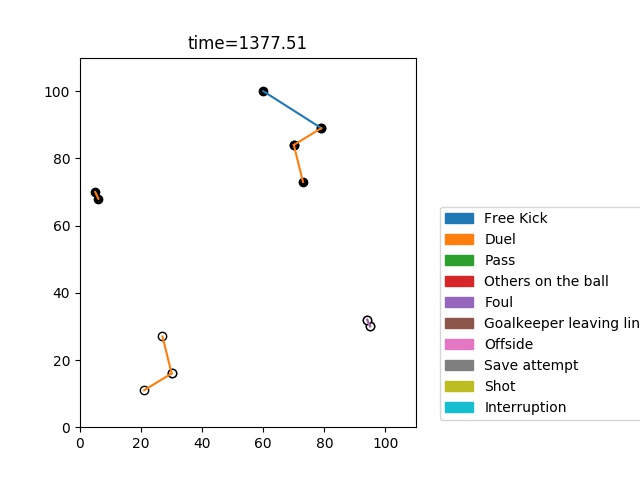 time=1377.51
100
80
60
40
20
0
0 20 40 60 80 100
Free Kick
Duel
Pass
Others on the ball
Foul
Goalkeeper leaving lin
Offside
Save attempt
Shot
Interruption